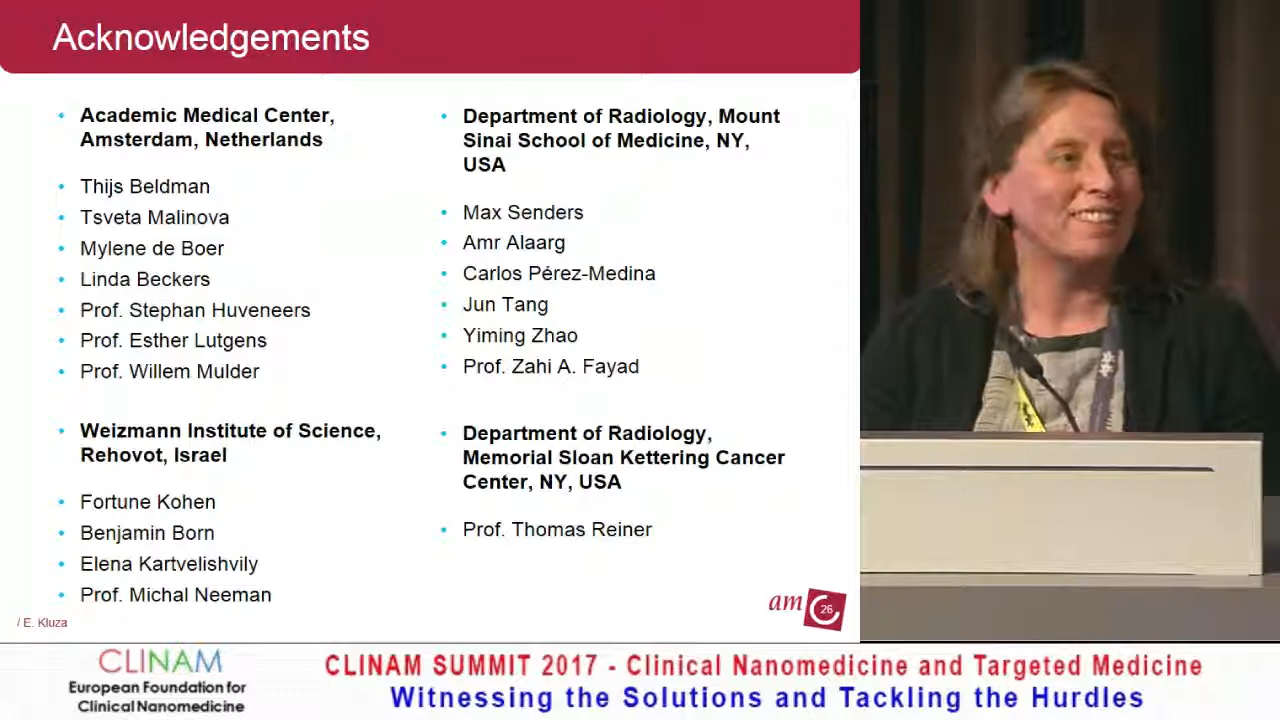 Acknowledgements
Academic Medical Center,
Amsterdam, Netherlands
Thijs Beldman
Tsveta Malinova
Mylene de Boer
Linda Beckers
Prof. Stephan Huveneers
Prof. Esther Lutgens
Prof. Willem Mulder
Weizmann Institute of Science,
Rehovot, Israel
Fortune Kohen
Benjamin Born
Elena Kartvelishvily
Prof. Michal Neeman
Department of Radiology, Mount
Sinai School of Medicine, NY,
USA
Max Senders
Amr Alaarg
Carlos Pérez-Medina
Jun Tang
Yiming Zhao
Prof. Zahi A. Fayad
Department of Radiology,
Memorial Sloan Kettering Cancer
Center, NY, USA
Prof. Thomas Reiner
/ E. Kluza
am
26
CLINAM
European Foundation for
Clinical Nanomedicine
CLINAM SUMMIT 2017 - Clinical Nanomedicine and Targeted Medicine
Witnessing the Solutions and Tackling the Hurdles